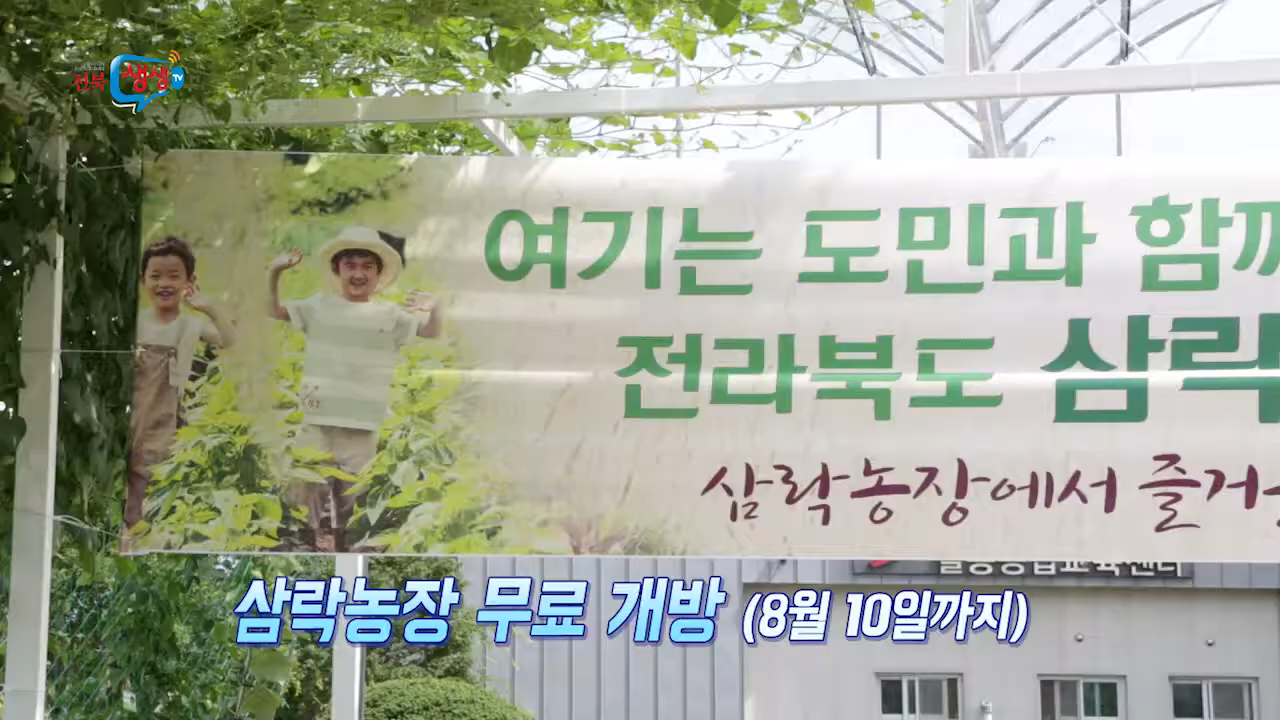 전북 생생 TV
여기는 도민과 함께
전라북도 삼락
삼락농장에서 즐거
삼락농장 무료 개방 (8월 10일까지)